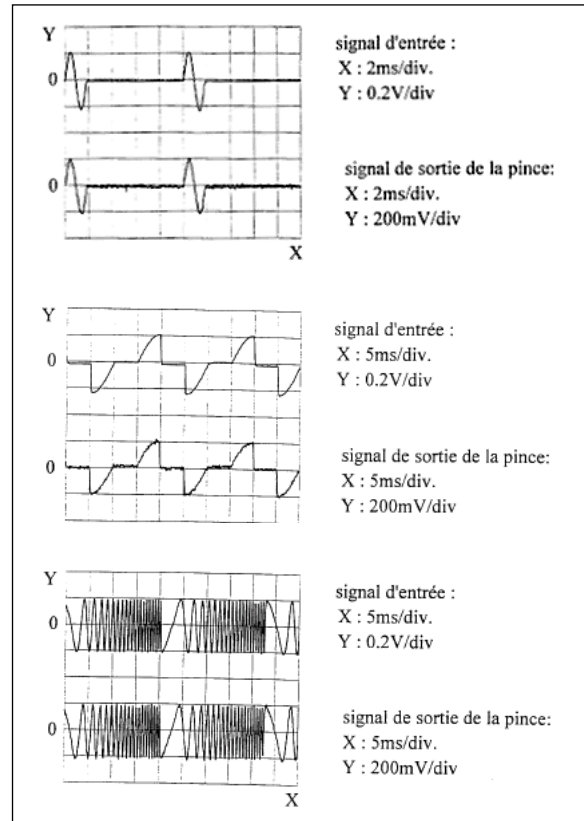 Y
signal d'entrée :
X : 2ms/div.
0
Y : 0.2V/div
signal de sortie de la pince:
0
X : 2ms/div.
Y : 200mV/div
X
Y
signal d'entrée :
0
X : 5ms/div.
Y : 0.2V/div
signal de sortie de la pince:
0
X : 5ms/div.
Y : 200mV/div
Y
signal d'entrée :
X : 5ms/div.
0
Y : 0.2V/div
signal de sortie de la pince:
0
X : 5ms/div.
Y : 200mV/div
X